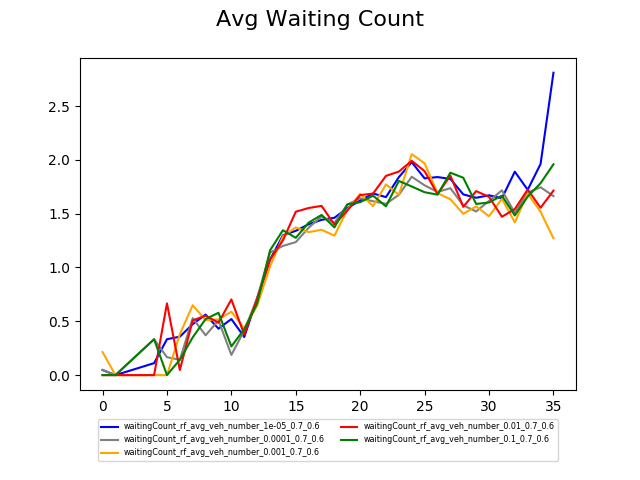 Avg Waiting Count
2.5
2.0
1.5
1.0
0.5
0.0
0 5 10 15 20 25 30 35
waitingCount_rf_avg_veh_number_1e-05_0.7_0.6
waitingCount_rf_avg_veh_number_0.0001_0.7_0.6
waitingCount_rf_avg_veh_number_0.001_0.7_0.6
waitingCount_rf_avg_veh_number_0.01_0.7_0.6
waitingCount_rf_avg_veh_number_0.1_0.7_0.6